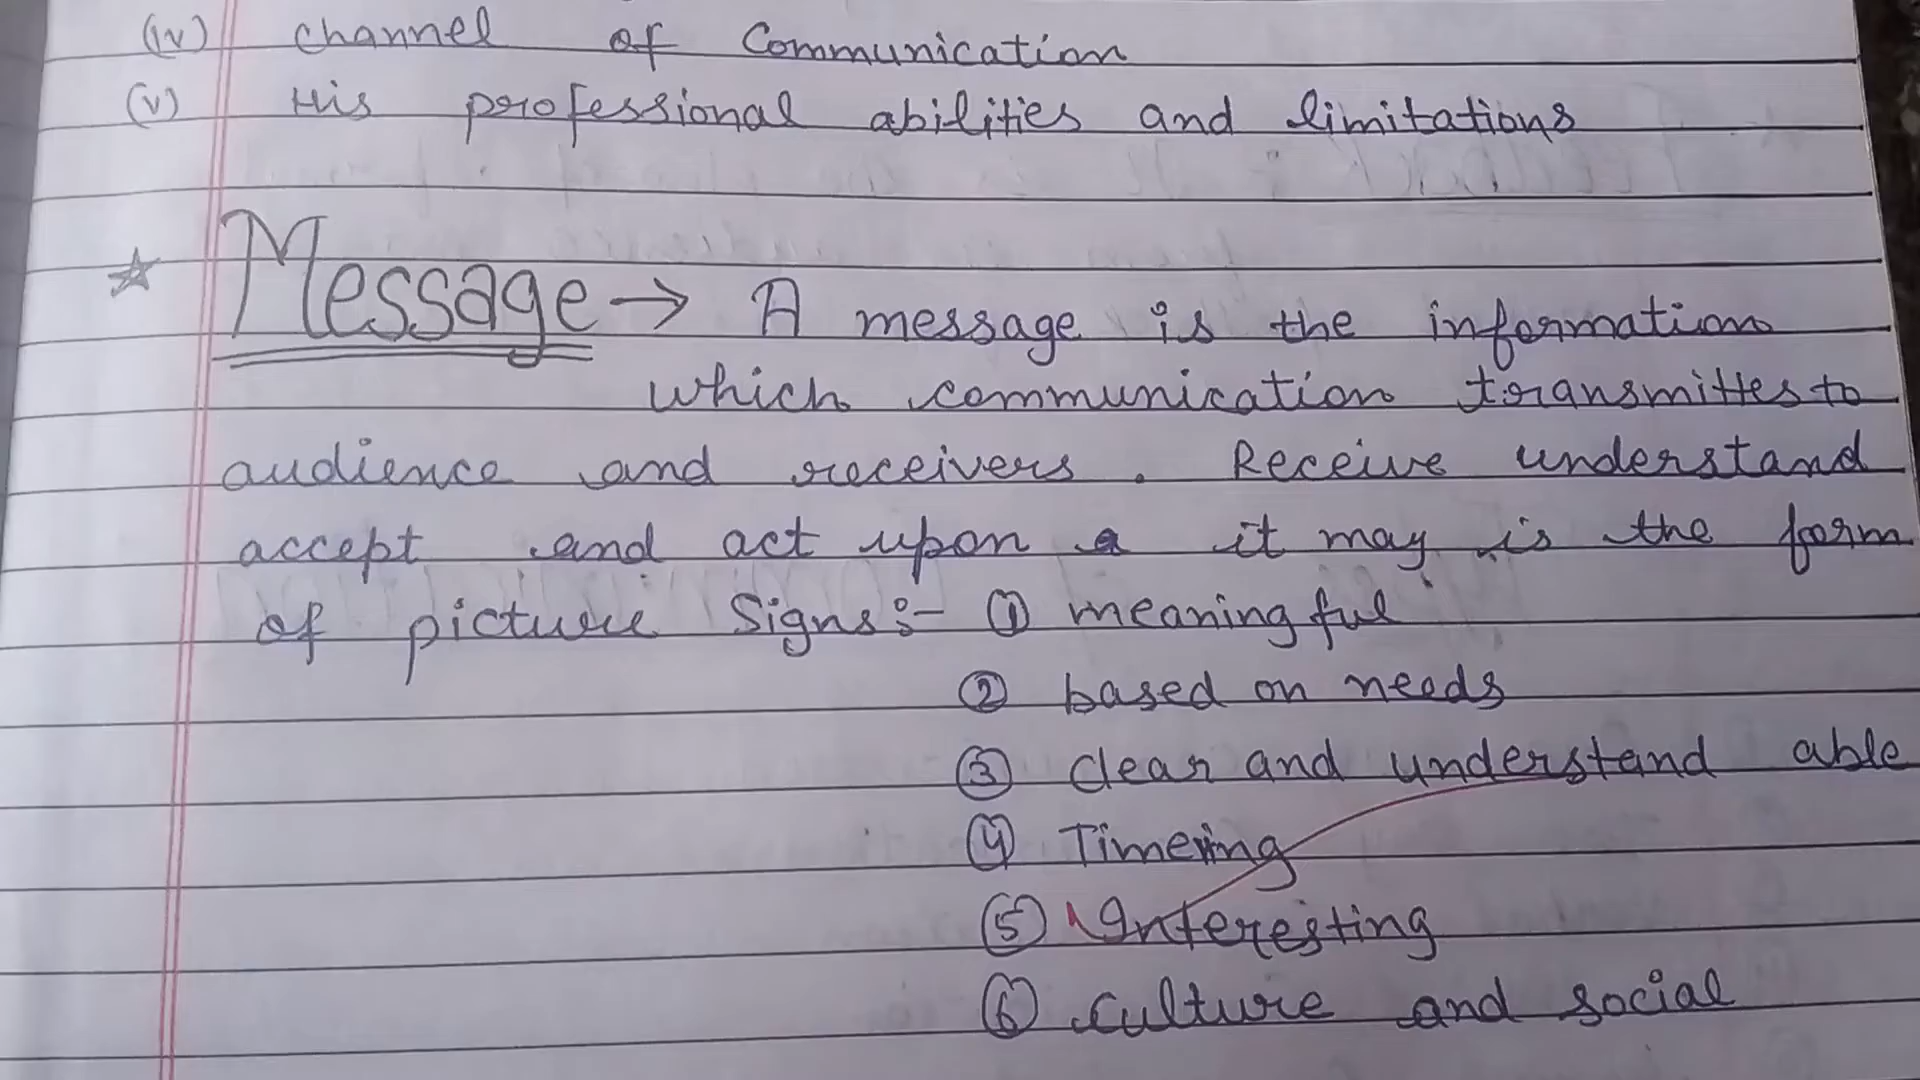 (iv) channel of Communication
(v) His professional abilities and limitations
☆ Message → A message is the information
which communication transmittes to
audience and receivers. Receive understand
accept and act upon a it may is the form
of picture Signs:- ① meaningful
② based on needs
③ clear and understand able
④ Timering
⑤ Interesting
⑥ culture and social